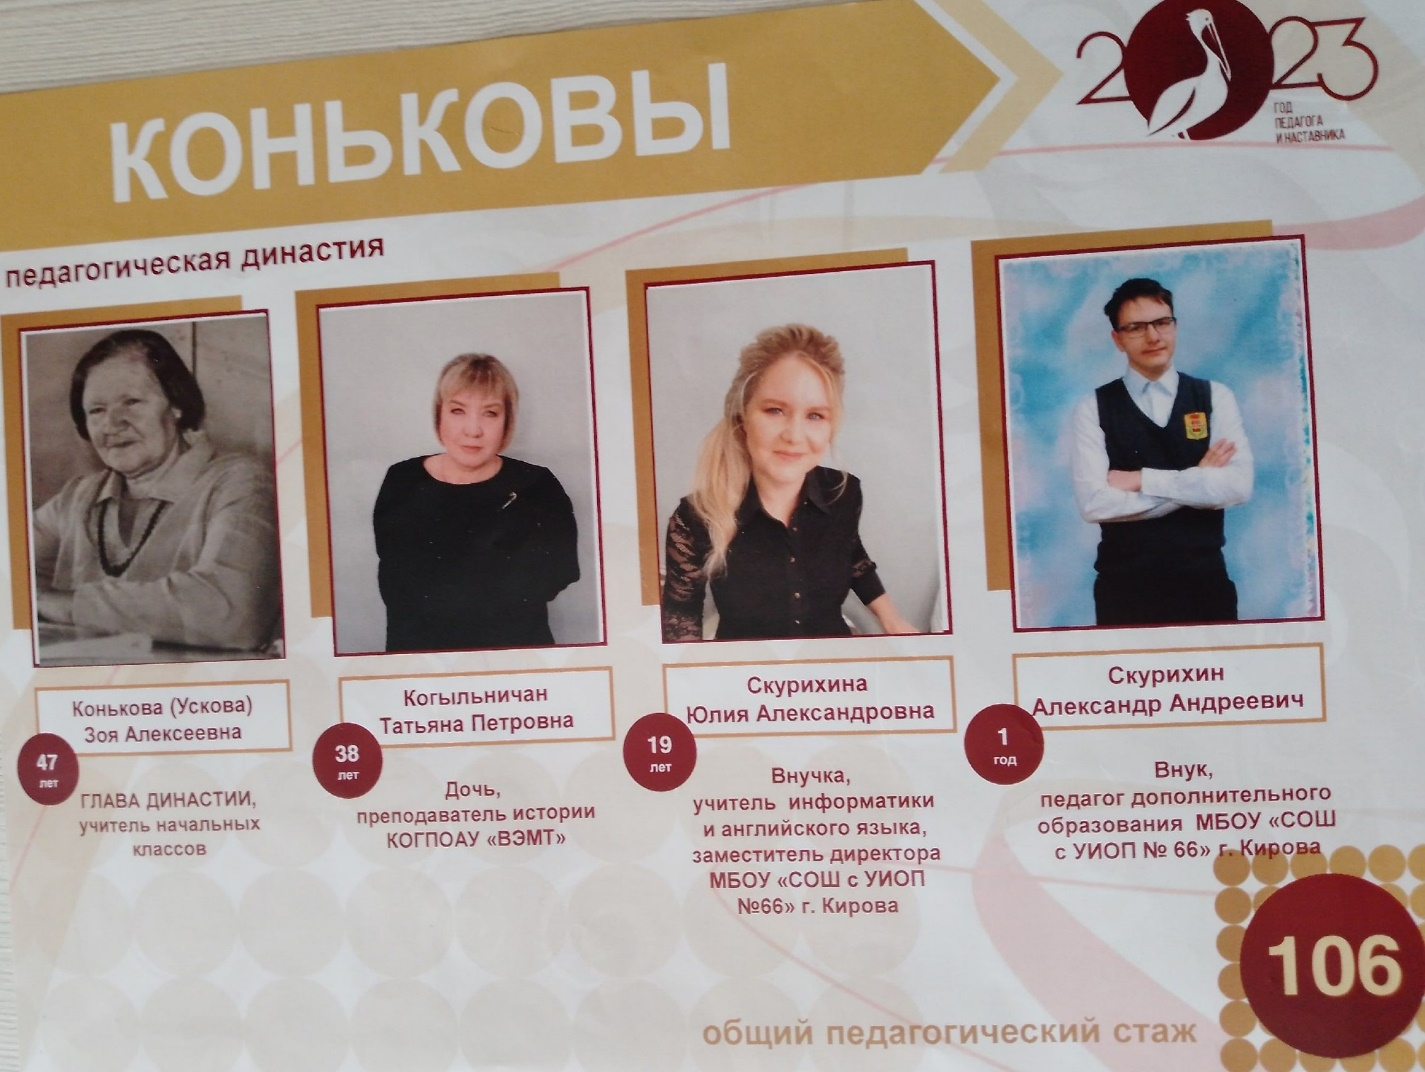 КОНЬКОВЫ
2023
ГОД
ПЕДАГОГА
И НАСТАВНИКА
педагогическая династия
Конькова (Ускова)
Зоя Алексеевна
47
лет
ГЛАВА ДИНАСТИИ,
учитель начальных
классов
Когыльничан
Татьяна Петровна
38
лет
Дочь,
преподаватель истории
КОГПОАУ «ВЭМТ»
Скурихина
Юлия Александровна
19
лет
Внучка,
учитель информатики
и английского языка,
заместитель директора
МБОУ «СОШ с УИОП
№66» г. Кирова
Скурихин
Александр Андреевич
1
год
Внук,
педагог дополнительного
образования МБОУ «СОШ
с УИОП № 66» г. Кирова
общий педагогический стаж
106